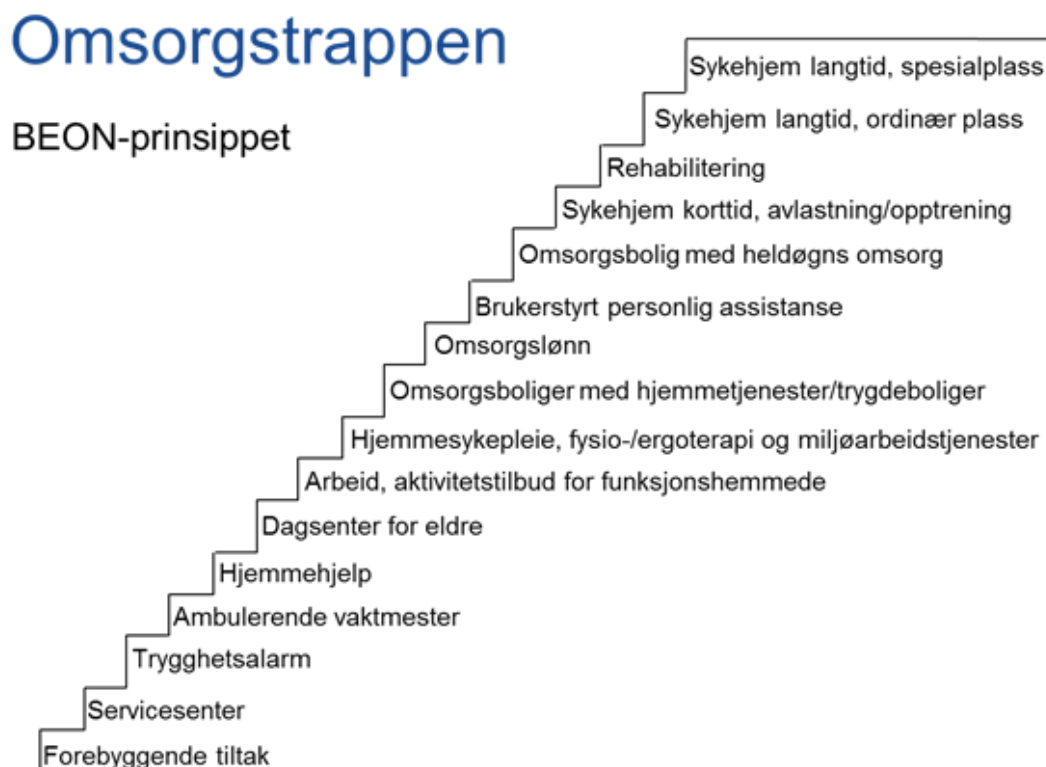 Omsorgstrappen
BEON-prinsippet
Sykehjem langtid, spesialplass
Sykehjem langtid, ordinær plass
Rehabilitering
Sykehjem korttid, avlastning/opptrening
Omsorgsbolig med heldøgns omsorg
Brukerstyrt personlig assistanse
Omsorgslønn
Omsorgsboliger med hjemmetjenester/trygdeboliger
Hjemmesykepleie, fysio-/ergoterapi og miljøarbeidstjenester
Arbeid, aktivitetstilbud for funksjonshemmede
Dagsenter for eldre
Hjemmehjelp
Ambulerende vaktmester
Trygghetsalarm
Servicesenter
Forebyggende tiltak